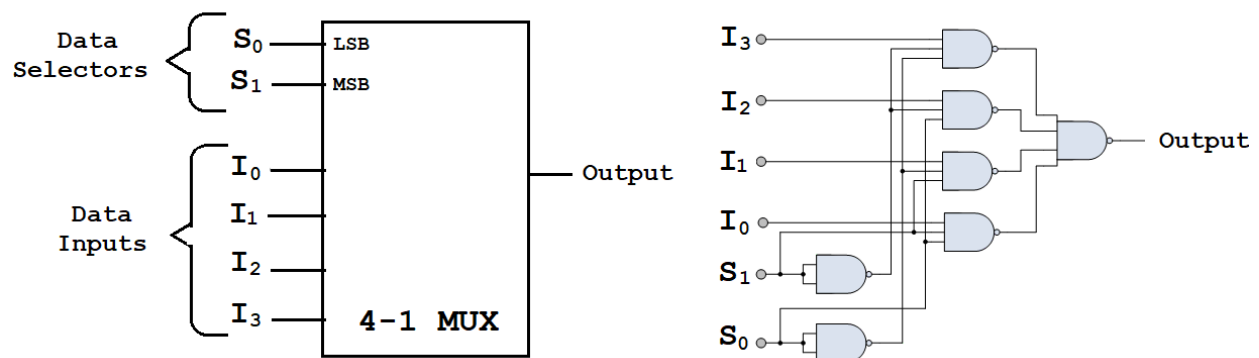 Data
Selectors
S₀
LSB
S₁
MSB
Data
Inputs
I₀
I₁
I₂
I₃
4-1 MUX
Output
I₃
I₂
I₁
I₀
S₁
S₀
Output